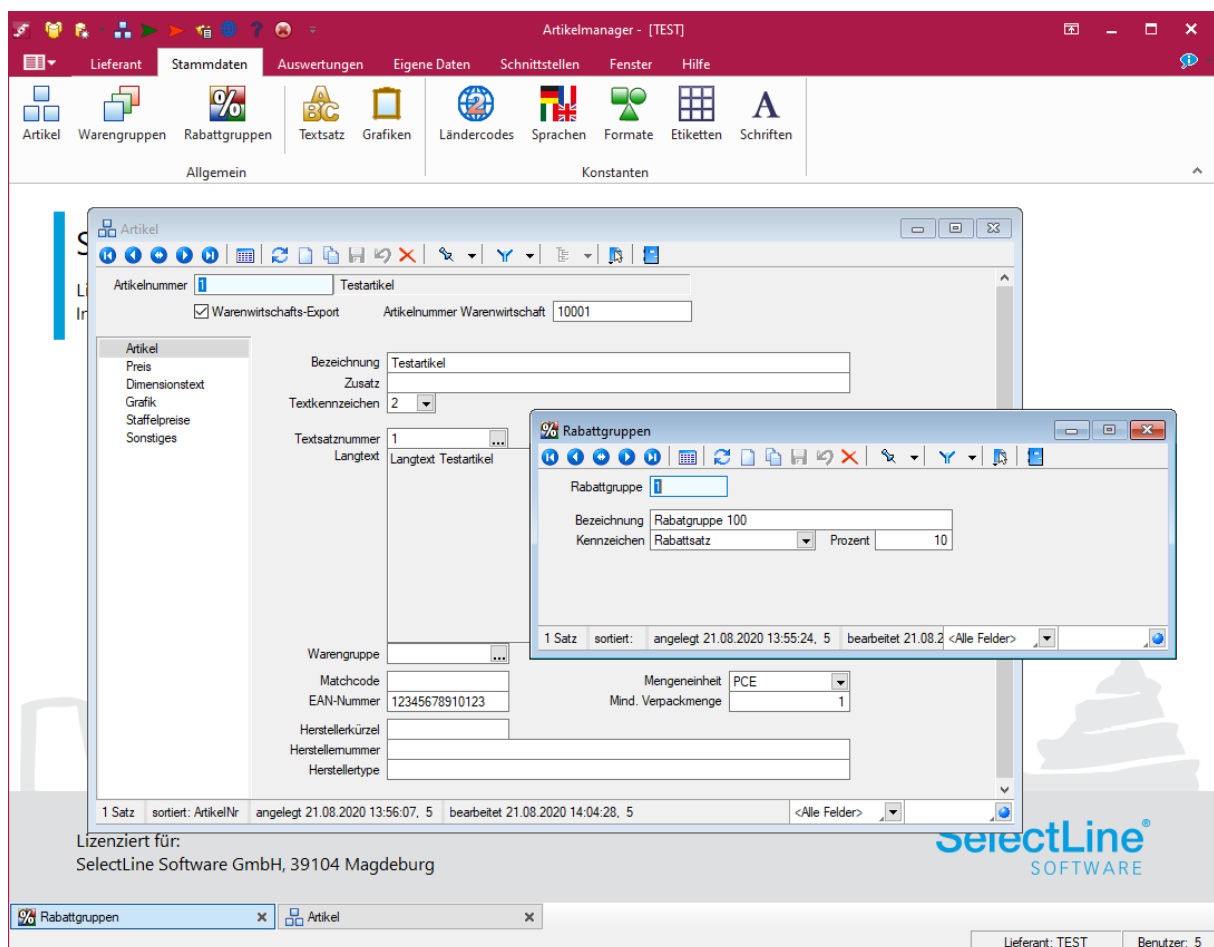 Artikelmanager - [TEST]
Lieferant Stammdaten Auswertungen Eigene Daten Schnittstellen Fenster Hilfe
Artikel Warengruppen Rabattgruppen Textsatz Grafiken Ländercodes Sprachen Formate Etiketten Schriften
Allgemein Konstanten
S
Li
In
Artikel
Artikelnummer 1 Testartikel
Warenwirtschafts-Export Artikelnummer Warenwirtschaft 10001
Artikel
Preis
Dimensionstext
Grafik
Staffelpreise
Sonstiges
Bezeichnung Testartikel
Zusatz
Textkennzeichen 2
Textsatznummer 1 ...
Langtext Langtext Testartikel
Warengruppe ...
Matchcode Mengeneinheit PCE
EAN-Nummer 12345678910123 Mind. Verpackmenge 1
Herstellerkürzel
Herstellernummer
Herstellertype
1 Satz sortiert: ArtikelNr angelegt 21.08.2020 13:56:07, 5 bearbeitet 21.08.2020 14:04:28, 5 <Alle Felder>
Rabattgruppen
Rabattgruppe 1
Bezeichnung Rabatgruppe 100
Kennzeichen Rabattsatz Prozent 10
1 Satz sortiert: angelegt 21.08.2020 13:55:24, 5 bearbeitet 21.08.2 <Alle Felder>
Lizenziert für:
SelectLine Software GmbH, 39104 Magdeburg
SelectLine®
SOFTWARE
Rabattgruppen Artikel
Lieferant: TEST Benutzer: 5